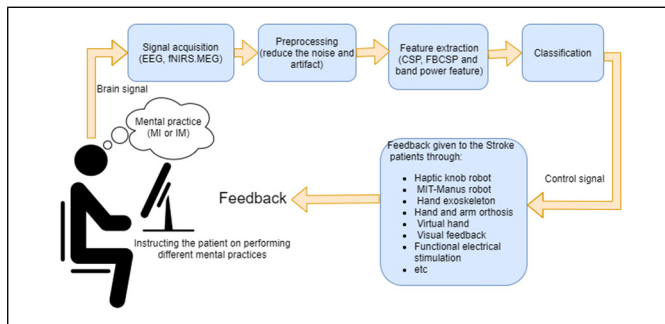 Signal acquisition
(EEG, fNIRS.MEG)
Preprocessing
(reduce the noise and
artifact)
Feature extraction
(CSP, FBCSP and
band power feature)
Classification
Brain signal
Mental practice
(MI or IM)
Instructing the patient on performing
different mental practices
Feedback
Feedback given to the Stroke
patients through:
Haptic knob robot
MIT-Manus robot
Hand exoskeleton
Hand and arm orthosis
Virtual hand
Visual feedback
Functional electrical
stimulation
etc
Control signal